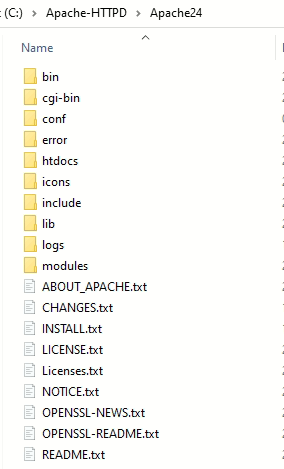 (C:) > Apache-HTTPD > Apache24
Name
bin
cgi-bin
conf
error
htdocs
icons
include
lib
logs
modules
ABOUT_APACHE.txt
CHANGES.txt
INSTALL.txt
LICENSE.txt
Licenses.txt
NOTICE.txt
OPENSSL-NEWS.txt
OPENSSL-README.txt
README.txt